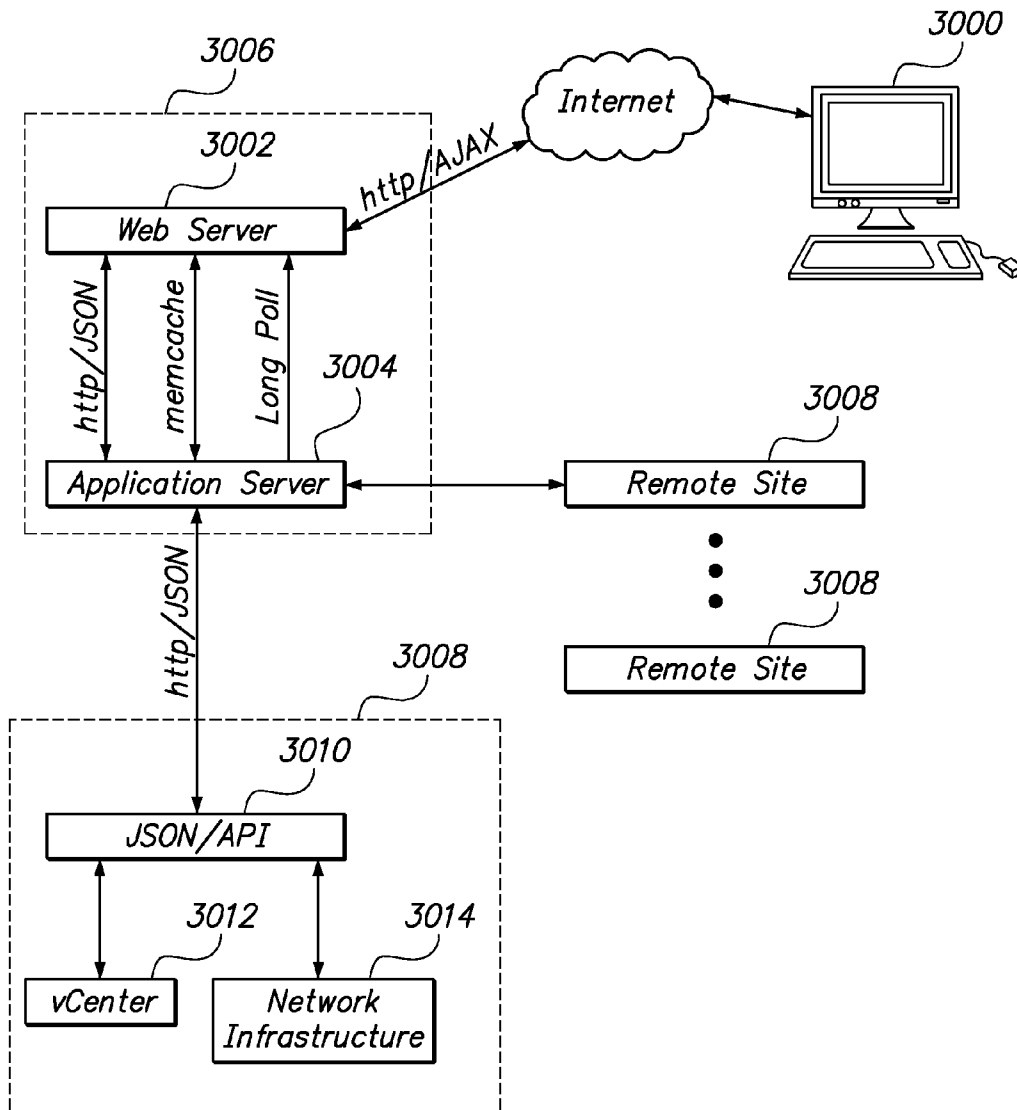 3006
3000
Internet
3002
http/AJAX
Web Server
http/JSON
memcache
Long Poll
3004
Application Server
3008
Remote Site
3008
Remote Site
http/JSON
3008
3010
JSON/API
3012
3014
vCenter
Network
Infrastructure